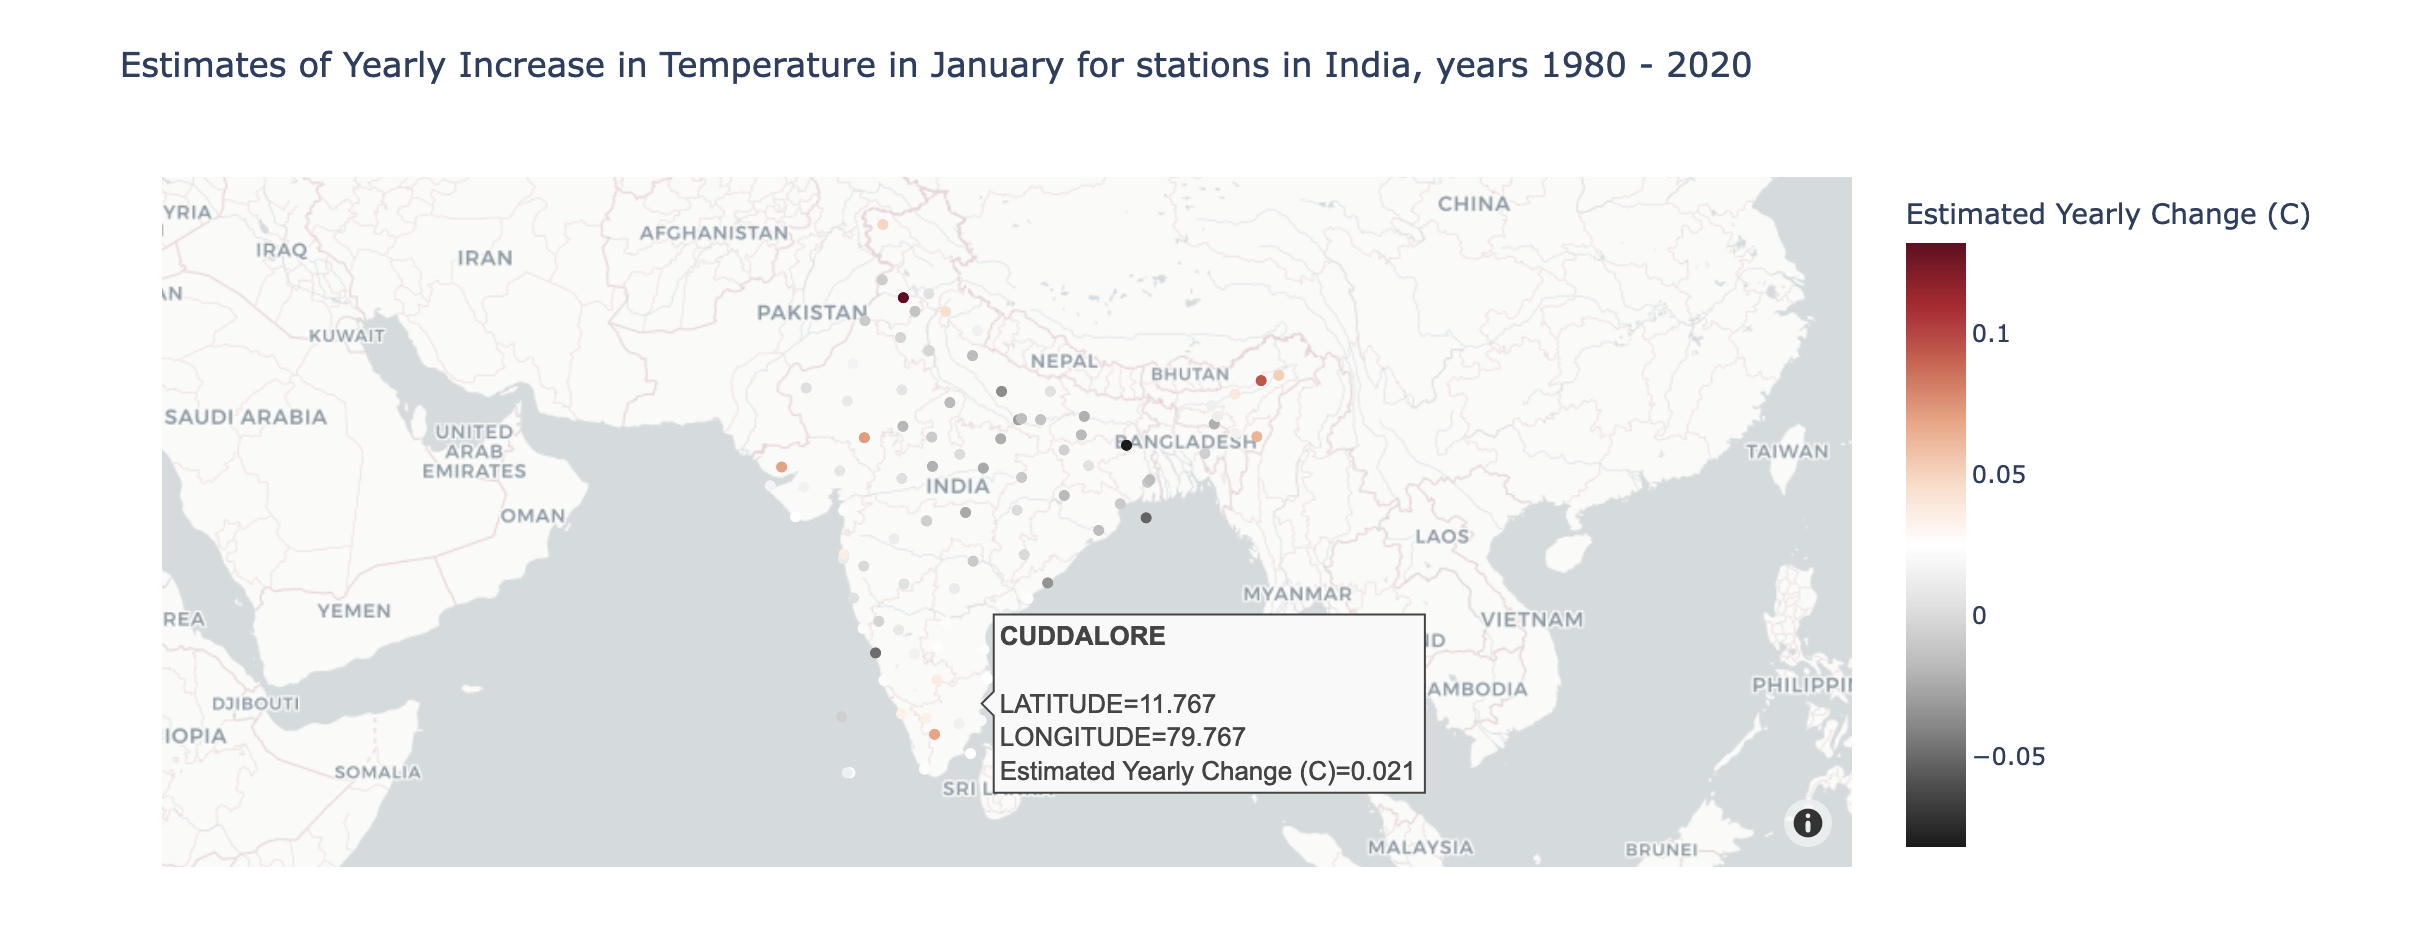 Estimates of Yearly Increase in Temperature in January for stations in India, years 1980 - 2020
Estimated Yearly Change (C)
0.1
0.05
0
−0.05
YRIA
IRAQ
IRAN
AFGHANISTAN
CHINA
AN
KUWAIT
PAKISTAN
NEPAL
BHUTAN
SAUDI ARABIA
UNITED
ARAB
EMIRATES
BANGLADESH
TAIWAN
INDIA
OMAN
LAOS
MYANMAR
REA
YEMEN
VIETNAM
ND
CUDDALORE
LATITUDE=11.767
LONGITUDE=79.767
Estimated Yearly Change (C)=0.021
AMBODIA
PHILIPPI
DJIBOUTI
HIOPIA
SOMALIA
SRI L
MALAYSIA
BRUNEI